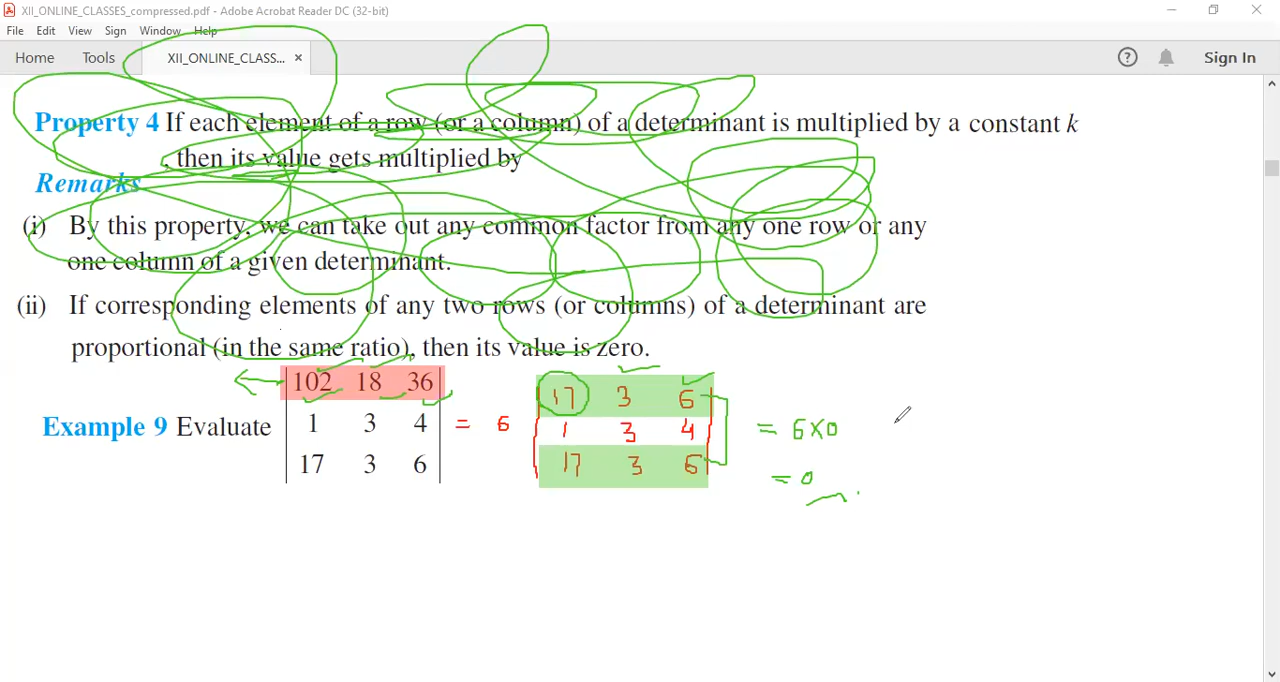 XII_ONLINE_CLASSES_compressed.pdf - Adobe Acrobat Reader DC (32-bit)
File Edit View Sign Window Help
Home Tools XII_ONLINE_CLASS... × ? Sign In
Property 4 If each element of a row (or a column) of a determinant is multiplied by a constant k
, then its value gets multiplied by
Remarks
(i) By this property, we can take out any common factor from any one row or any
one column of a given determinant.
(ii) If corresponding elements of any two rows (or columns) of a determinant are
proportional (in the same ratio), then its value is zero.
102 18 36 17 3 6
Example 9 Evaluate 1 3 4 = 6 1 3 4 = 6×0
17 3 6 17 3 6 = 0